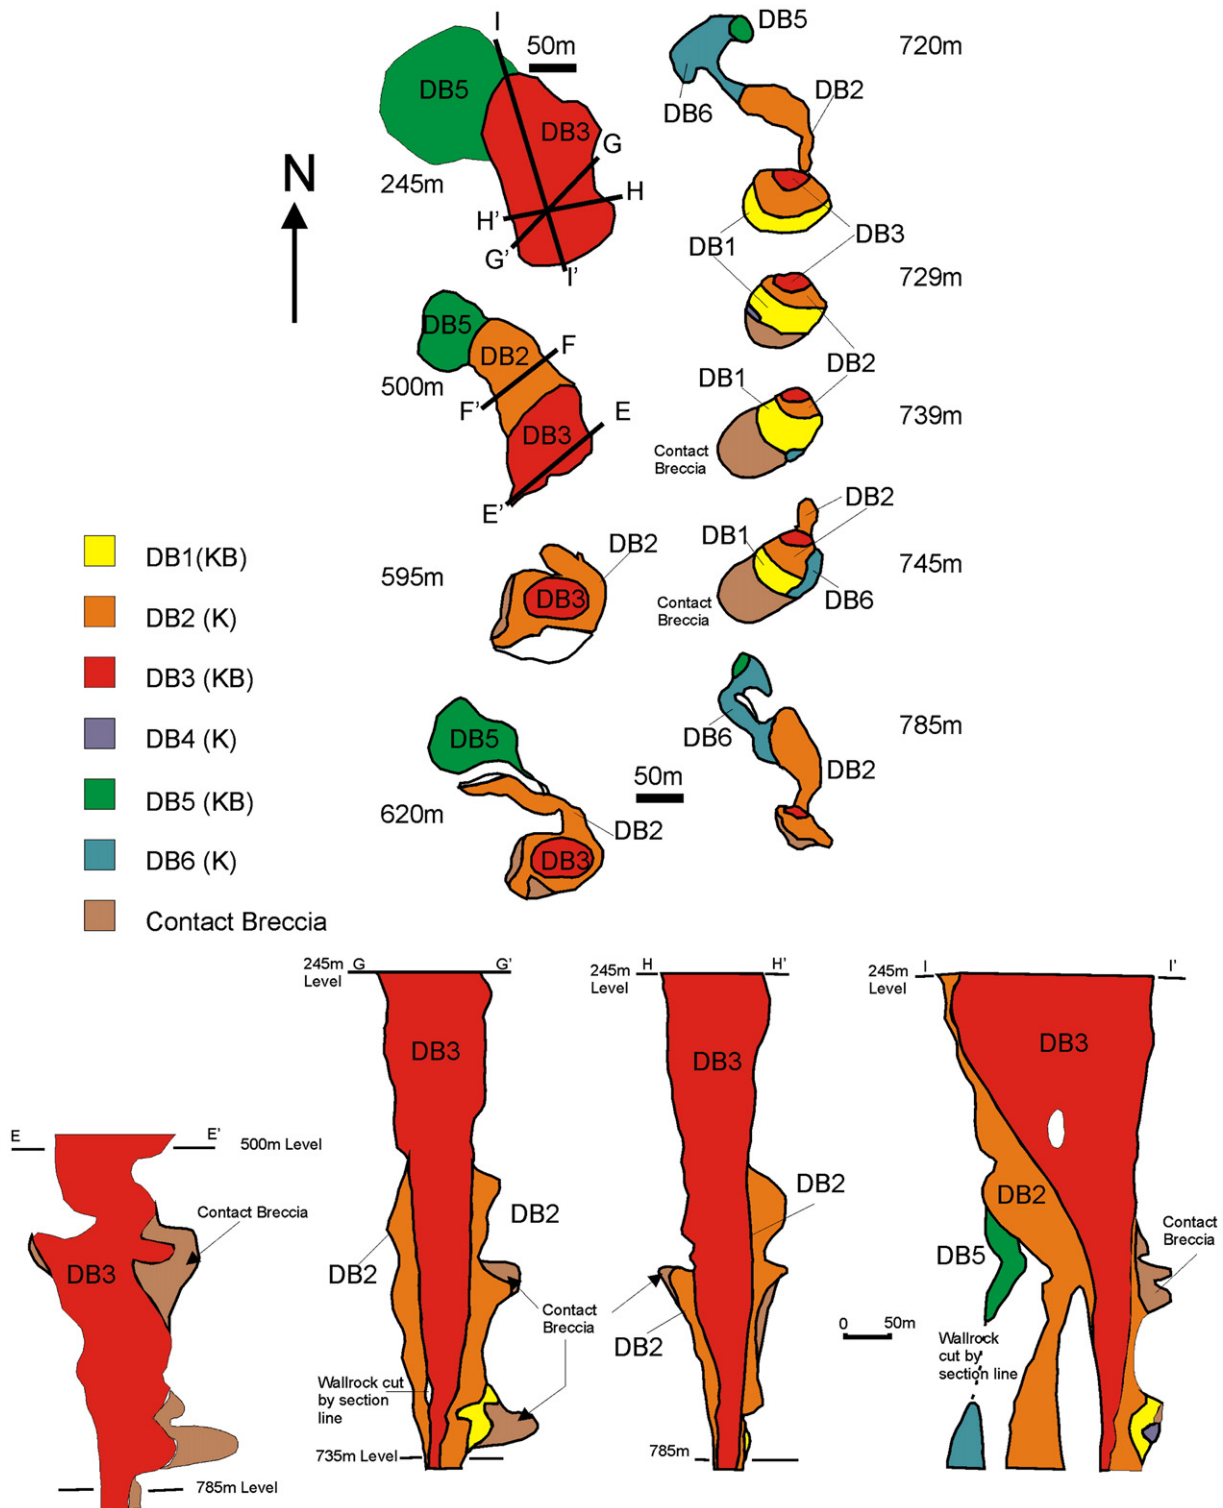 I
50m
DB5
DB3
G
H
245m
H'
G'
I'
N
DB5
720m
DB6
DB2
DB1
DB3
729m
DB2
DB5
DB2
F
500m
F'
DB3
E
E'
DB1
739m
Contact
Breccia
DB2
DB1
745m
DB6
Contact
Breccia
595m
DB2
DB3
DB5
620m
DB2
DB3
50m
DB6
785m
DB2
DB1(KB)
DB2 (K)
DB3 (KB)
DB4 (K)
DB5 (KB)
DB6 (K)
Contact Breccia
E
E'
500m Level
Contact Breccia
DB3
785m Level
245m
Level
G
G'
DB3
DB2
DB2
Contact
Breccia
Wallrock cut
by section
line
735m Level
245m
Level
H
H'
DB3
DB2
DB2
785m
245m
Level
I
I'
DB3
DB2
DB5
Contact
Breccia
0 50m
Wallrock
cut by
section line